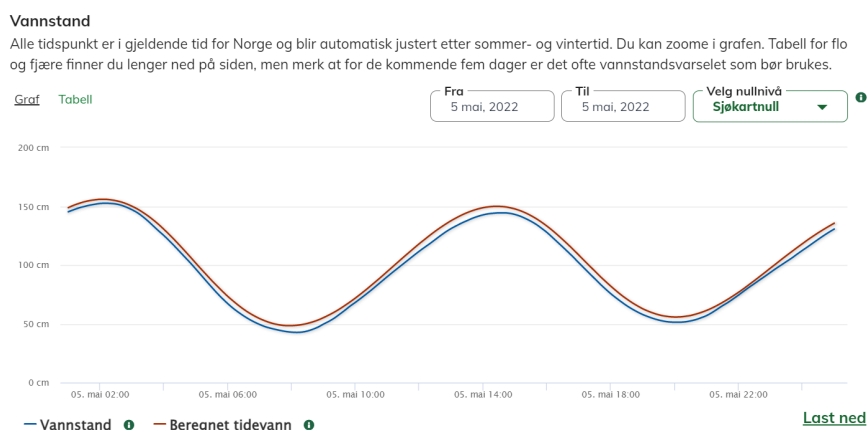 Vannstand
Alle tidspunkt er i gjeldende tid for Norge og blir automatisk justert etter sommer- og vintertid. Du kan zoome i grafen. Tabell for flo
og fjære finner du lenger ned på siden, men merk at for de kommende fem dager er det ofte vannstandsvarselet som bør brukes.
Graf Tabell
Fra Til Velg nullnivå
5 mai, 2022 5 mai, 2022 Sjøkartnull
200 cm
150 cm
100 cm
50 cm
0 cm
05. mai 02:00 05. mai 06:00 05. mai 10:00 05. mai 14:00 05. mai 18:00 05. mai 22:00
Vannstand Beregnet tidevann Last ned